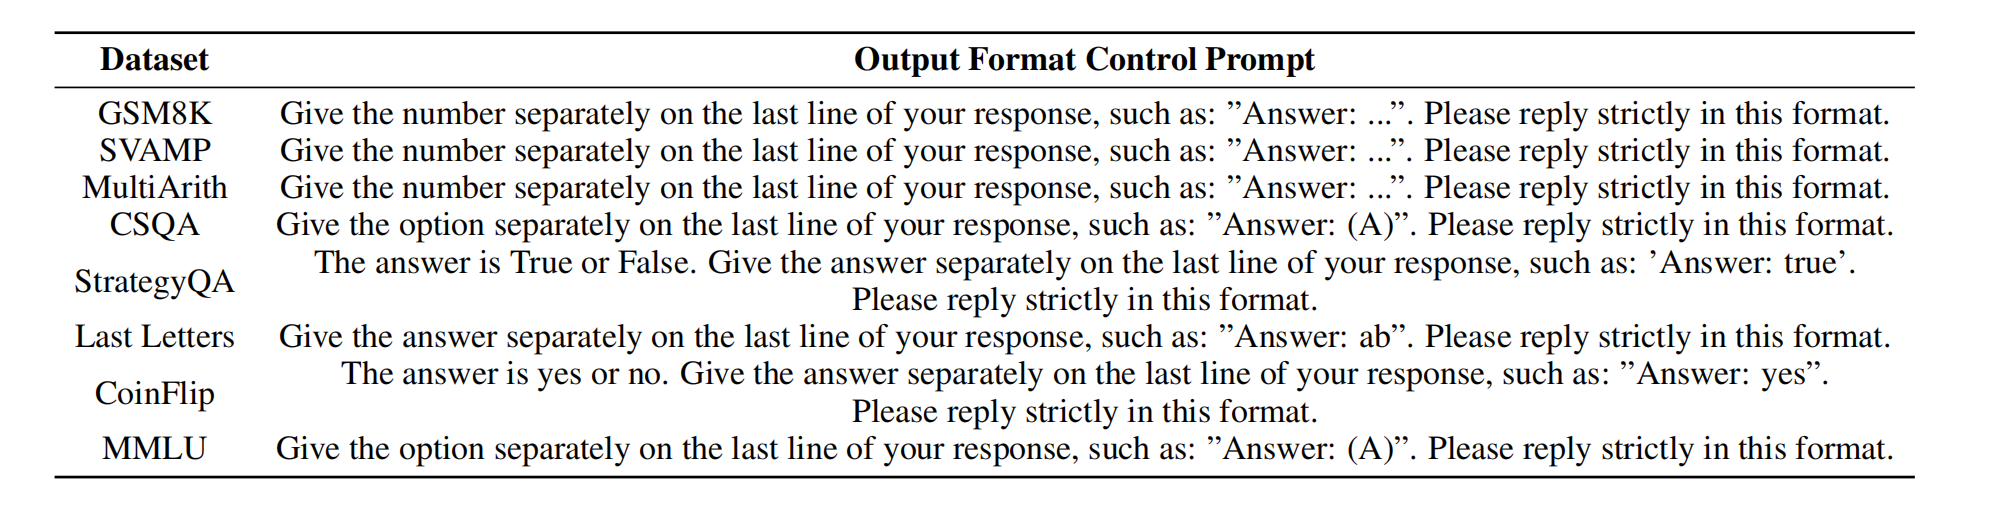 Dataset Output Format Control Prompt
GSM8K Give the number separately on the last line of your response, such as: ”Answer: ...”. Please reply strictly in this format.
SVAMP Give the number separately on the last line of your response, such as: ”Answer: ...”. Please reply strictly in this format.
MultiArith Give the number separately on the last line of your response, such as: ”Answer: ...”. Please reply strictly in this format.
CSQA Give the option separately on the last line of your response, such as: ”Answer: (A)”. Please reply strictly in this format.
StrategyQA The answer is True or False. Give the answer separately on the last line of your response, such as: ’Answer: true’.
Please reply strictly in this format.
Last Letters Give the answer separately on the last line of your response, such as: ”Answer: ab”. Please reply strictly in this format.
CoinFlip The answer is yes or no. Give the answer separately on the last line of your response, such as: ”Answer: yes”.
Please reply strictly in this format.
MMLU Give the option separately on the last line of your response, such as: ”Answer: (A)”. Please reply strictly in this format.